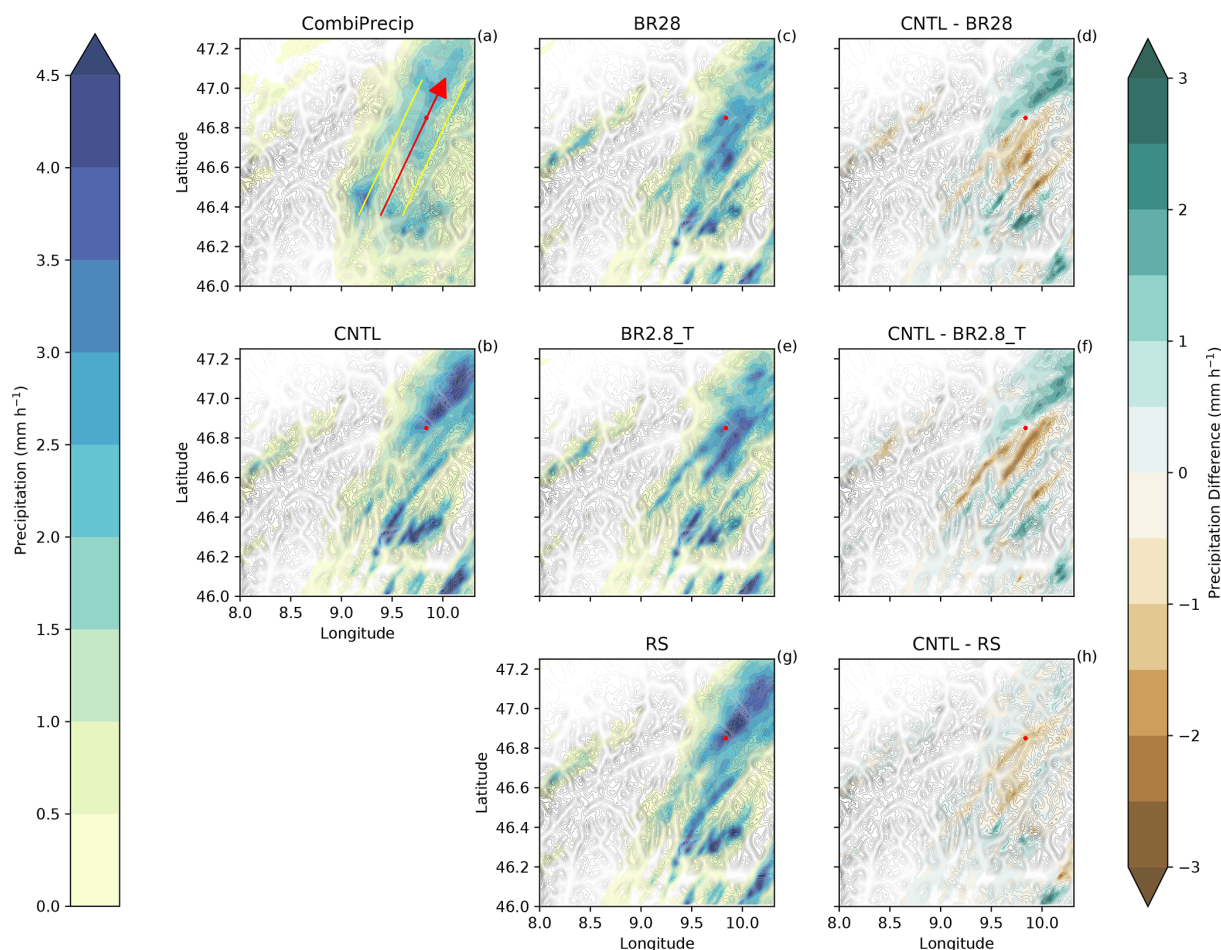 CombiPrecip
(a)
BR28
(c)
CNTL - BR28
(d)
47.2
47.0
46.8
46.6
46.4
46.2
46.0
Latitude
4.5
4.0
3.5
3.0
2.5
2.0
1.5
1.0
0.5
0.0
Precipitation (mm h⁻¹)
3
2
1
0
−1
−2
−3
Precipitation Difference (mm h⁻¹)
CNTL
(b)
BR2.8_T
(e)
CNTL - BR2.8_T
(f)
47.2
47.0
46.8
46.6
46.4
46.2
46.0
Latitude
8.0 8.5 9.0 9.5 10.0
Longitude
RS
(g)
CNTL - RS
(h)
47.2
47.0
46.8
46.6
46.4
46.2
46.0
Latitude
8.0 8.5 9.0 9.5 10.0
Longitude
8.0 8.5 9.0 9.5 10.0
Longitude